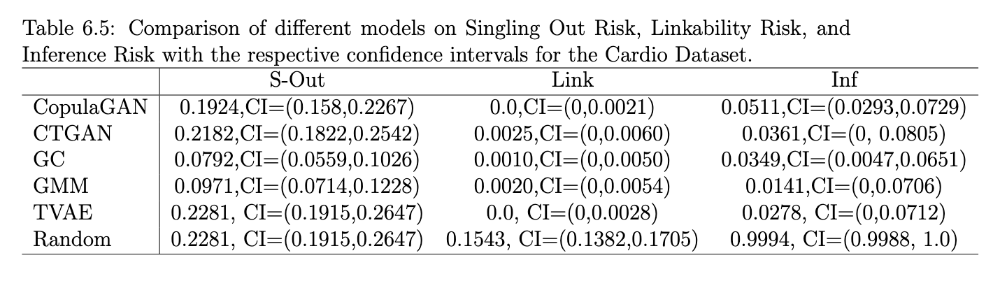 Table 6.5: Comparison of different models on Singling Out Risk, Linkability Risk, and
Inference Risk with the respective confidence intervals for the Cardio Dataset.
S-Out Link Inf
CopulaGAN 0.1924,CI=(0.158,0.2267) 0.0,CI=(0,0.0021) 0.0511,CI=(0.0293,0.0729)
CTGAN 0.2182,CI=(0.1822,0.2542) 0.0025,CI=(0,0.0060) 0.0361,CI=(0, 0.0805)
GC 0.0792,CI=(0.0559,0.1026) 0.0010,CI=(0,0.0050) 0.0349,CI=(0.0047,0.0651)
GMM 0.0971,CI=(0.0714,0.1228) 0.0020,CI=(0,0.0054) 0.0141,CI=(0,0.0706)
TVAE 0.2281, CI=(0.1915,0.2647) 0.0, CI=(0,0.0028) 0.0278, CI=(0,0.0712)
Random 0.2281, CI=(0.1915,0.2647) 0.1543, CI=(0.1382,0.1705) 0.9994, CI=(0.9988, 1.0)